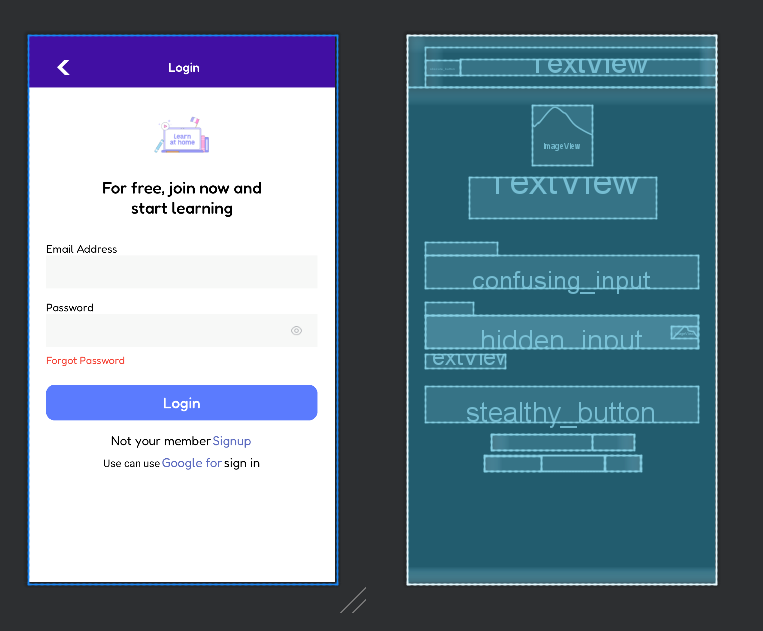 Login
Learn
at home
For free, join now and
start learning
Email Address
Password
Forgot Password
Login
Not your member Signup
Use can use Google for sign in
TextView
ImageView
TextView
confusing_input
hidden_input
TextView
stealthy_button